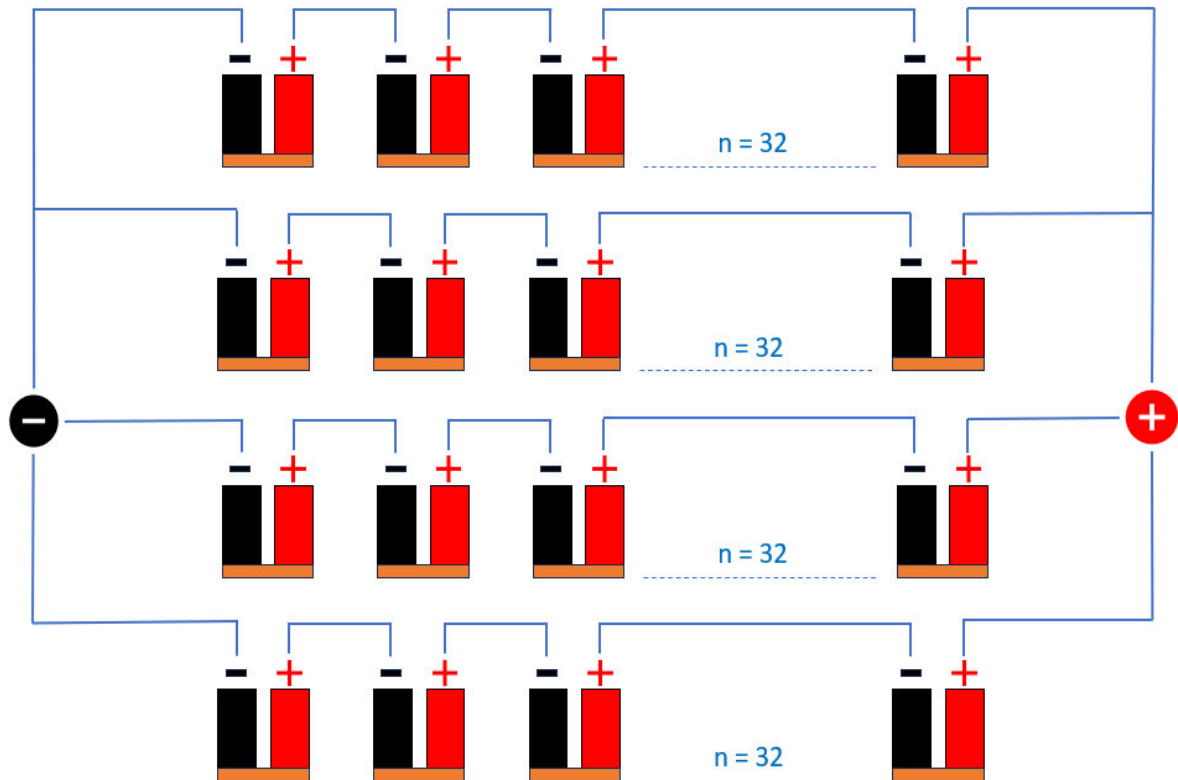 - + - + - + - +
n = 32
- + - + - + - +
n = 32
- +
- + - + - + - +
n = 32
- + - + - + - +
n = 32